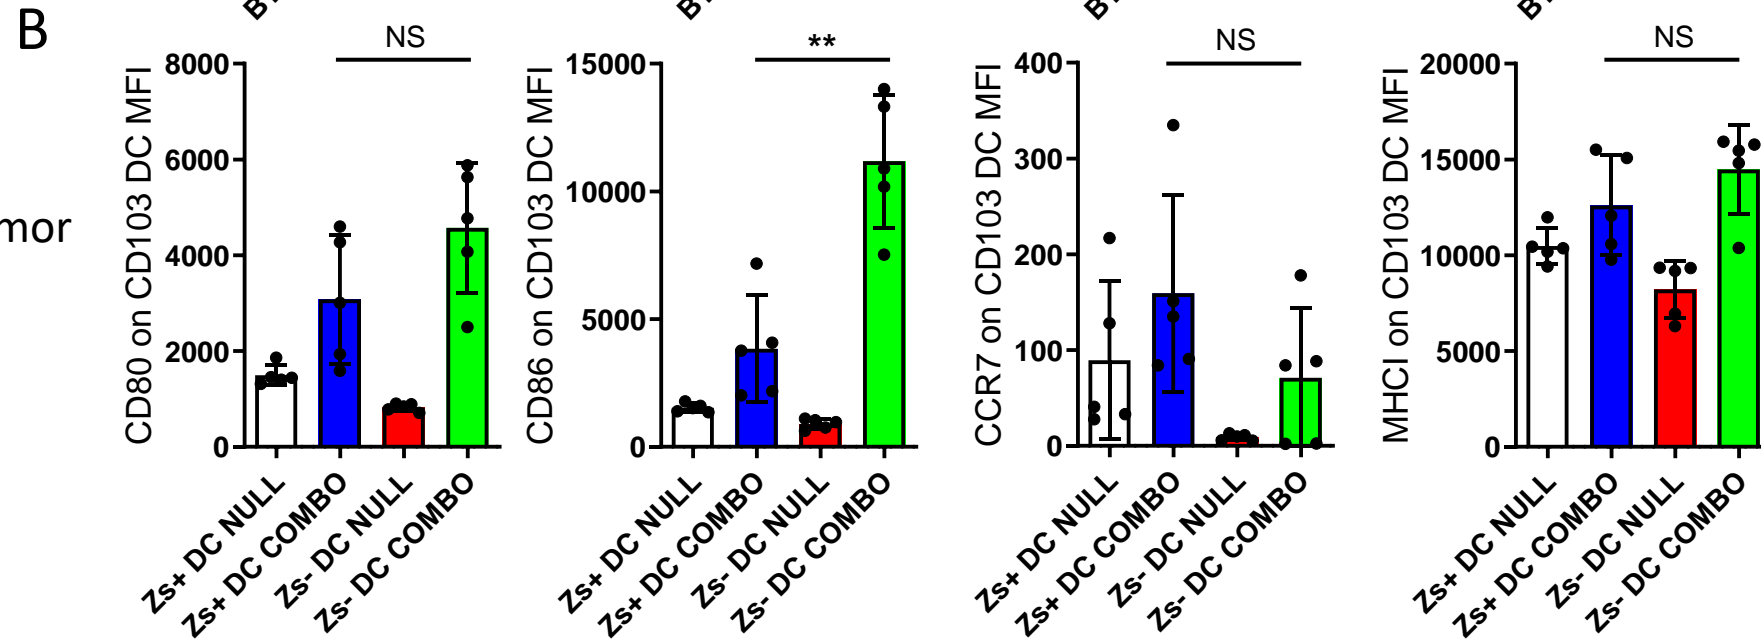 B
mor
NS
CD80 on CD103 DC MFI
8000
6000
4000
2000
0
Zs+ DC NULL
Zs+ DC COMBO
Zs- DC NULL
Zs- DC COMBO
**
CD86 on CD103 DC MFI
15000
10000
5000
0
Zs+ DC NULL
Zs+ DC COMBO
Zs- DC NULL
Zs- DC COMBO
NS
CCR7 on CD103 DC MFI
400
300
200
100
0
Zs+ DC NULL
Zs+ DC COMBO
Zs- DC NULL
Zs- DC COMBO
NS
MHCI on CD103 DC MFI
20000
15000
10000
5000
0
Zs+ DC NULL
Zs+ DC COMBO
Zs- DC NULL
Zs- DC COMBO